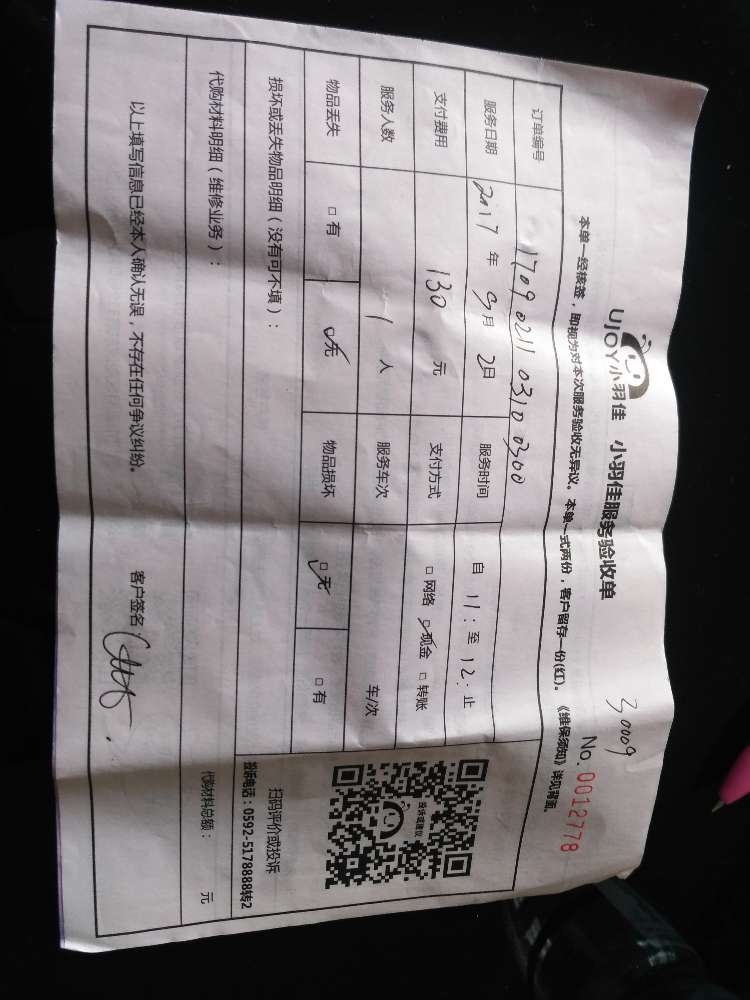 30009
UJOY小羽佳 小羽佳服务验收单
No. 0012778
本单一经核签，即视为对本次服务验收无异议。本单一式两份，客户留存一份(红)。《维保须知》详见背面。
订单编号 17090211 0310 0300
服务日期 2017 年 9 月 2 日 服务时间 自 11: 至 12: 止
支付费用 130 元 支付方式 □ 网络 □ 现金 □ 转账
服务人数 1 人 服务车次 车/次
物品丢失 □ 有 □ 无 物品损坏 □ 无 □ 有
投诉或建议
扫码评价或投诉
投诉电话：0592-5178888转2
损坏或丢失物品明细（没有可不填）：
代购材料明细（维修业务）： 代购材料总额： 元
以上填写信息已经本人确认无误，不存在任何争议纠纷。 客户签名：